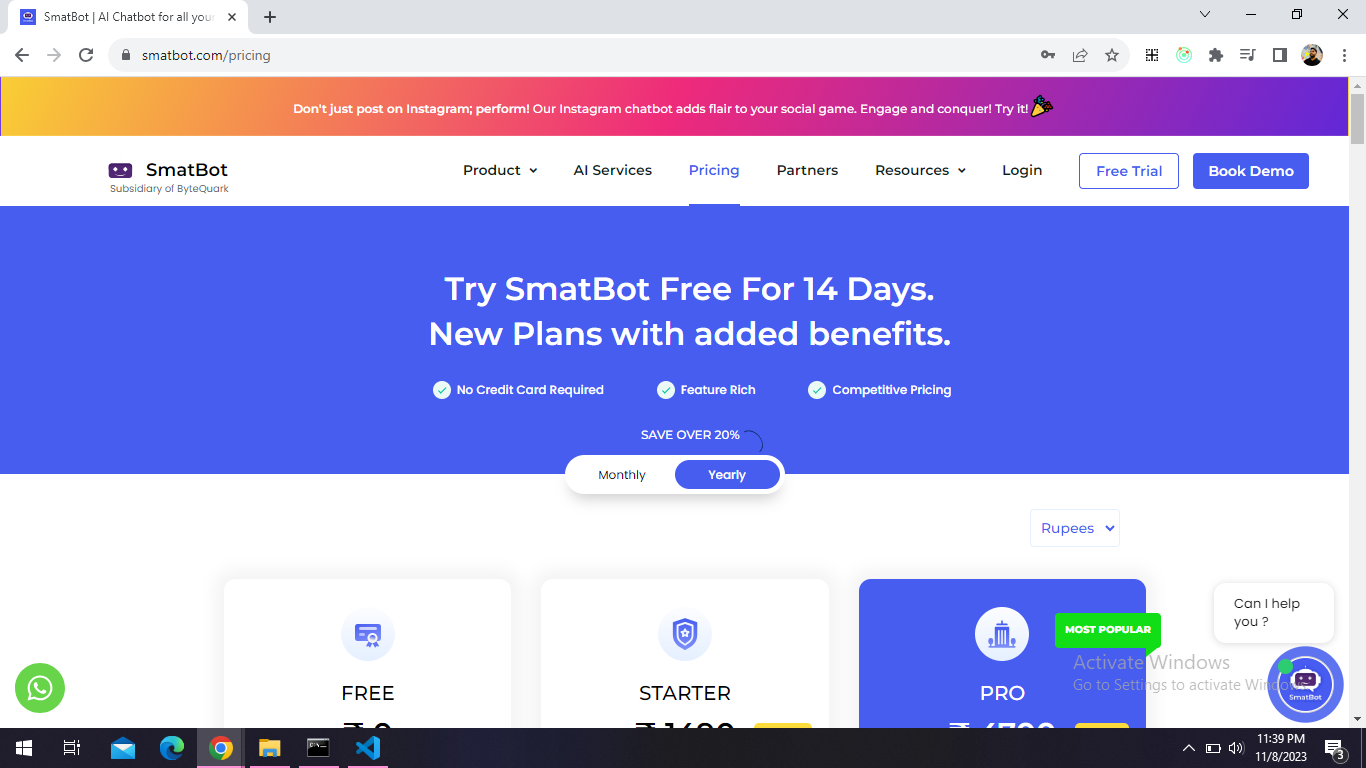 SmatBot | AI Chatbot for all your
smatbot.com/pricing
Don't just post on Instagram; perform! Our Instagram chatbot adds flair to your social game. Engage and conquer! Try it!
SmatBot
Subsidiary of ByteQuark
Product
AI Services
Pricing
Partners
Resources
Login
Free Trial
Book Demo
Try SmatBot Free For 14 Days.
New Plans with added benefits.
No Credit Card Required
Feature Rich
Competitive Pricing
SAVE OVER 20%
Monthly
Yearly
Rupees
MOST POPULAR
FREE
STARTER
PRO
₹ 0
Can I help
you ?
SmatBot
Activate Windows
Go to Settings to activate Windows.
11:39 PM
11/8/2023
3